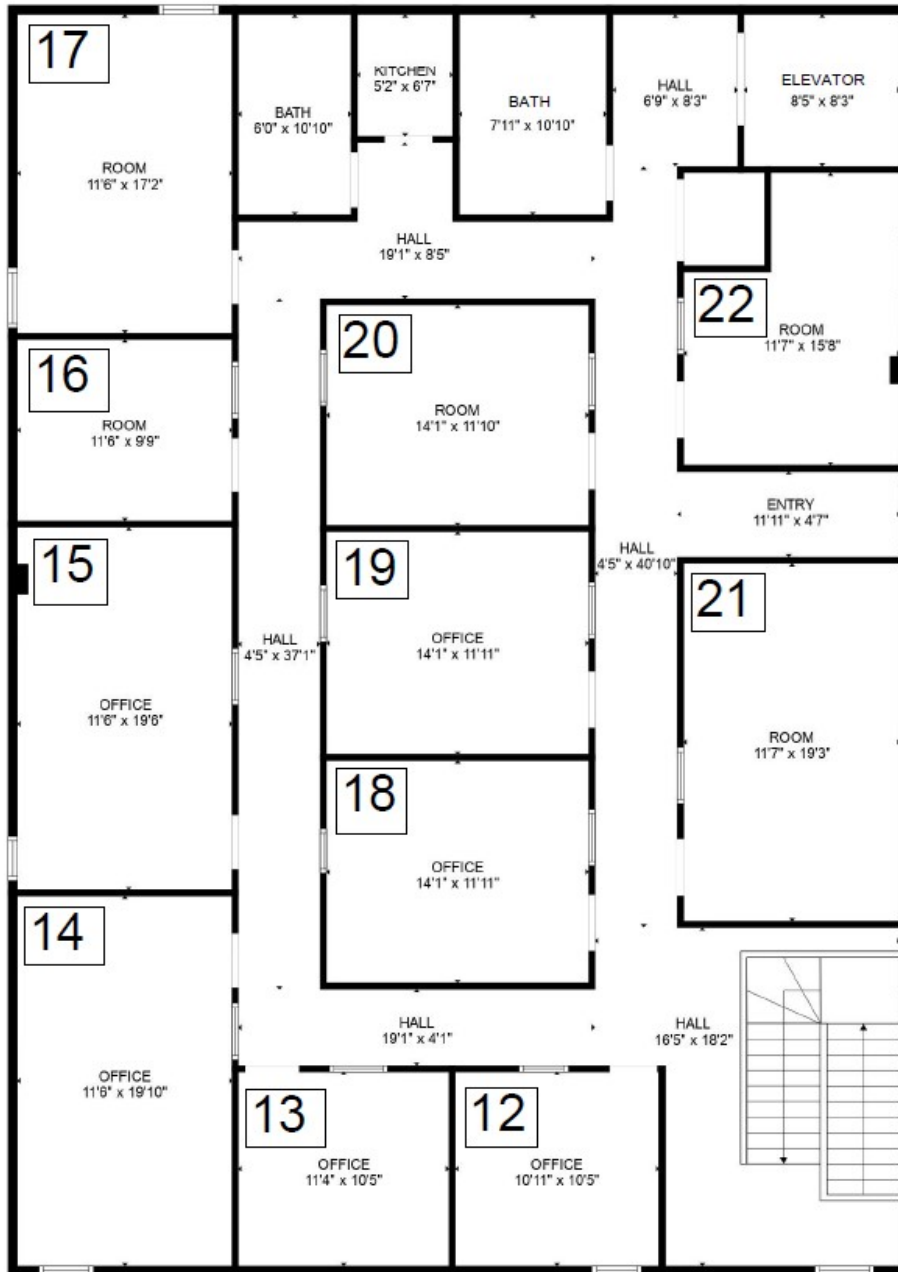 17
BATH
6'0" x 10'10"
KITCHEN
5'2" x 6'7"
BATH
7'11" x 10'10"
HALL
6'9" x 8'3"
ELEVATOR
8'5" x 8'3"
ROOM
11'6" x 17'2"
HALL
19'1" x 8'5"
22
ROOM
11'7" x 15'8"
16
ROOM
11'6" x 9'9"
20
ROOM
14'1" x 11'10"
ENTRY
11'11" x 4'7"
15
OFFICE
11'6" x 19'6"
HALL
4'5" x 37'1"
19
OFFICE
14'1" x 11'11"
HALL
4'5" x 40'10"
21
ROOM
11'7" x 19'3"
18
OFFICE
14'1" x 11'11"
14
OFFICE
11'6" x 19'10"
HALL
19'1" x 4'1"
HALL
16'5" x 18'2"
13
OFFICE
11'4" x 10'5"
12
OFFICE
10'11" x 10'5"